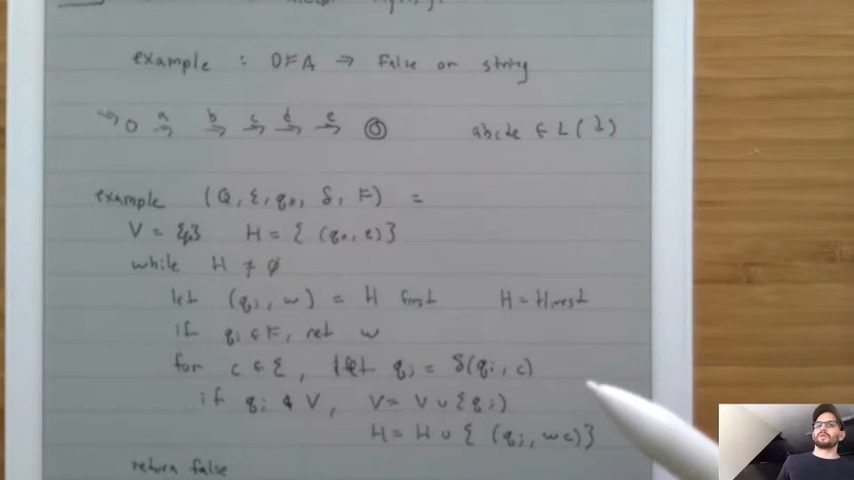 example : DFA → False or string
→ O a→ b→ c→ d→ e→ ◎ abcde ∈ L(d)
example (Q, Σ, q₀, δ, F) =
V = {q₀} H = { (q₀, ε) }
while H ≠ ∅
let (qi, w) = H.first H = H.rest
if qi ∈ F, ret w
for c ∈ Σ, let qj = δ(qi, c)
if qj ∉ V, V = V ∪ {qj}
H = H ∪ { (qj, wc) }
return false